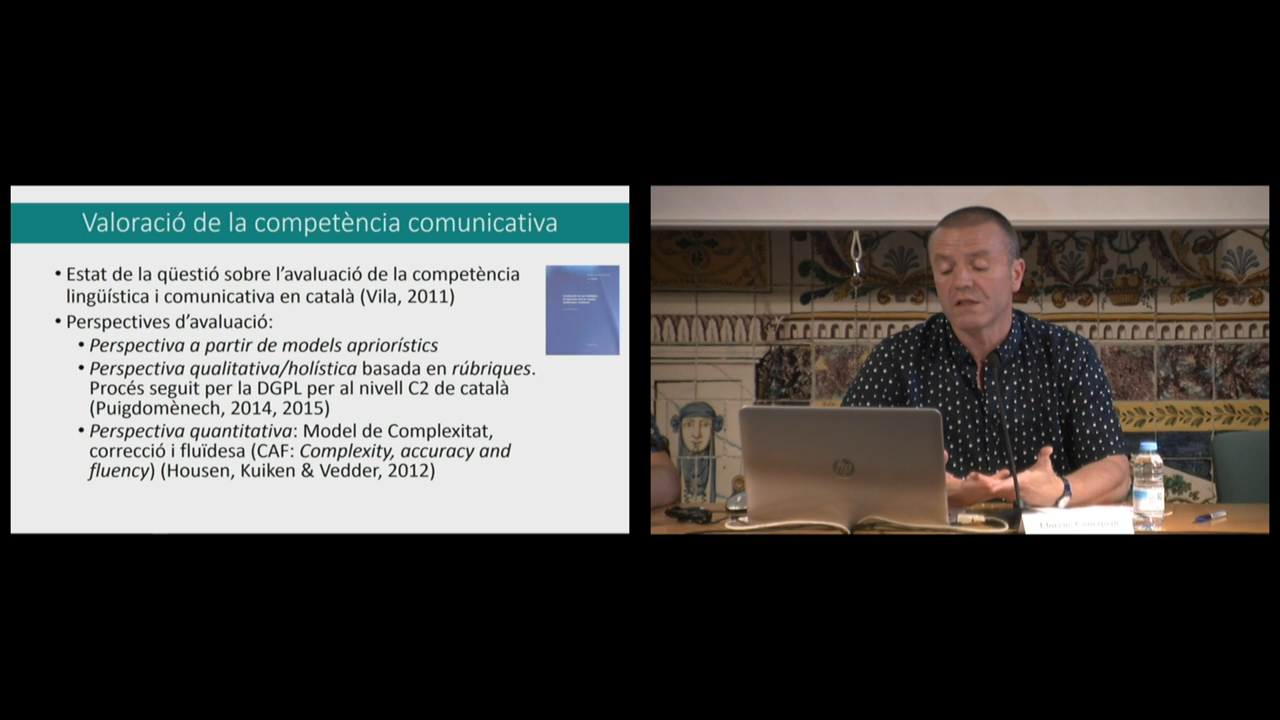 Valoració de la competència comunicativa
• Estat de la qüestió sobre l'avaluació de la competència
lingüística i comunicativa en català (Vila, 2011)
• Perspectives d'avaluació:
• Perspectiva a partir de models apriorístics
• Perspectiva qualitativa/holística basada en rúbriques.
Procés seguit per la DGPL per al nivell C2 de català
(Puigdomènech, 2014, 2015)
• Perspectiva quantitativa: Model de Complexitat,
correcció i fluïdesa (CAF: Complexity, accuracy and
fluency) (Housen, Kuiken & Vedder, 2012)
hp